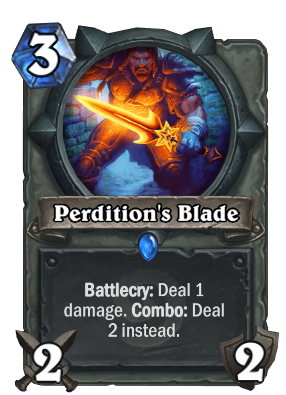 3
Perdition's Blade
Battlecry: Deal 1
damage. Combo: Deal
2 instead.
2
2